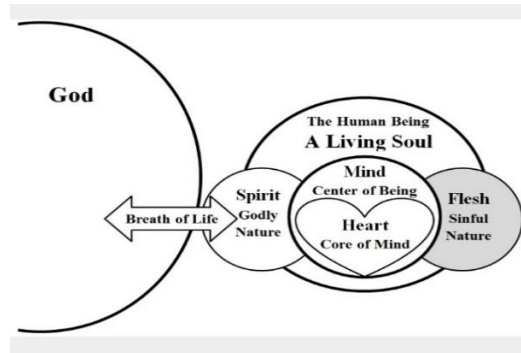 God
The Human Being
A Living Soul
Mind
Center of Being
Spirit
Godly
Nature
Breath of Life
Heart
Core of Mind
Flesh
Sinful
Nature